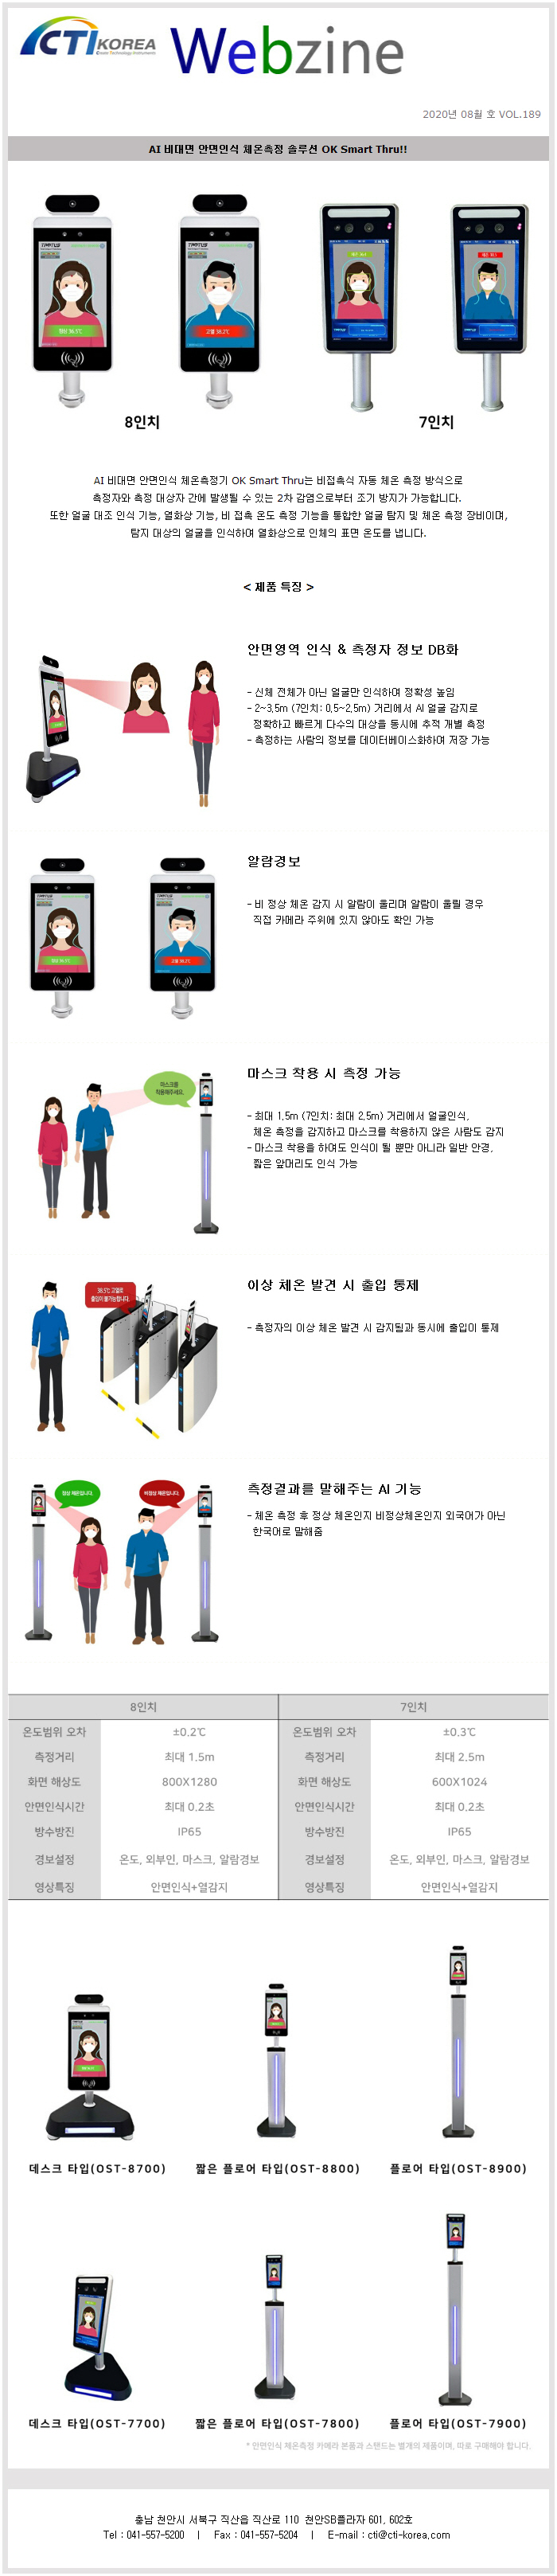 CTI KOREA
Webzine
2020년 08월 호 VOL.189
AI 비대면 안면인식 체온측정 솔루션 OK Smart Thru!!
8인치
7인치
AI 비대면 안면인식 체온측정기 OK Smart Thru는 비접촉식 자동 체온 측정 방식으로
측정자와 측정 대상자 간에 발생될 수 있는 2차 감염으로부터 조기 방지가 가능합니다.
또한 얼굴 대조 인식 기능, 열화상 기능, 비 접촉 온도 측정 기능을 통합한 얼굴 탐지 및 체온 측정 장비이며,
탐지 대상의 얼굴을 인식하여 열화상으로 인체의 표면 온도를 냅니다.
< 제품 특징 >
안면영역 인식 & 측정자 정보 DB화
- 신체 전체가 아닌 얼굴만 인식하여 정확성 높임
- 2~3,5m (7인치: 0,5~2,5m) 거리에서 AI 얼굴 감지로
정확하고 빠르게 다수의 대상을 동시에 추적 개별 측정
- 측정하는 사람의 정보를 데이터베이스화하여 저장 가능
알람경보
- 비 정상 체온 감지 시 알람이 울리며 알람이 울릴 경우
직접 카메라 주위에 있지 않아도 확인 가능
마스크를
착용해주세요.
마스크 착용 시 측정 가능
- 최대 1,5m (7인치: 최대 2,5m) 거리에서 얼굴인식,
체온 측정을 감지하고 마스크를 착용하지 않은 사람도 감지
- 마스크 착용을 하여도 인식이 될 뿐만 아니라 일반 안경,
짧은 앞머리도 인식 가능
38.5℃ 고열로
출입이 불가능합니다.
이상 체온 발견 시 출입 통제
- 측정자의 이상 체온 발견 시 감지됨과 동시에 출입이 통제
정상 체온입니다.
비정상 체온입니다.
측정결과를 말해주는 AI 기능
- 체온 측정 후 정상 체온인지 비정상체온인지 외국어가 아닌
한국어로 말해줌
8인치 7인치
온도범위 오차 ±0.2℃ 온도범위 오차 ±0.3℃
측정거리 최대 1.5m 측정거리 최대 2.5m
화면 해상도 800X1280 화면 해상도 600X1024
안면인식시간 최대 0.2초 안면인식시간 최대 0.2초
방수방진 IP65 방수방진 IP65
경보설정 온도, 외부인, 마스크, 알람경보 경보설정 온도, 외부인, 마스크, 알람경보
영상특징 안면인식+열감지 영상특징 안면인식+열감지
데스크 타입(OST-8700) 짧은 플로어 타입(OST-8800) 플로어 타입(OST-8900)
데스크 타입(OST-7700) 짧은 플로어 타입(OST-7800) 플로어 타입(OST-7900)
* 안면인식 체온측정 카메라 본품과 스탠드는 별개의 제품이며, 따로 구매해야 합니다.
충남 천안시 서북구 직산읍 직산로 110 천안SB플라자 601, 602호
Tel : 041-557-5200 | Fax : 041-557-5204 | E-mail : cti@cti-korea.com